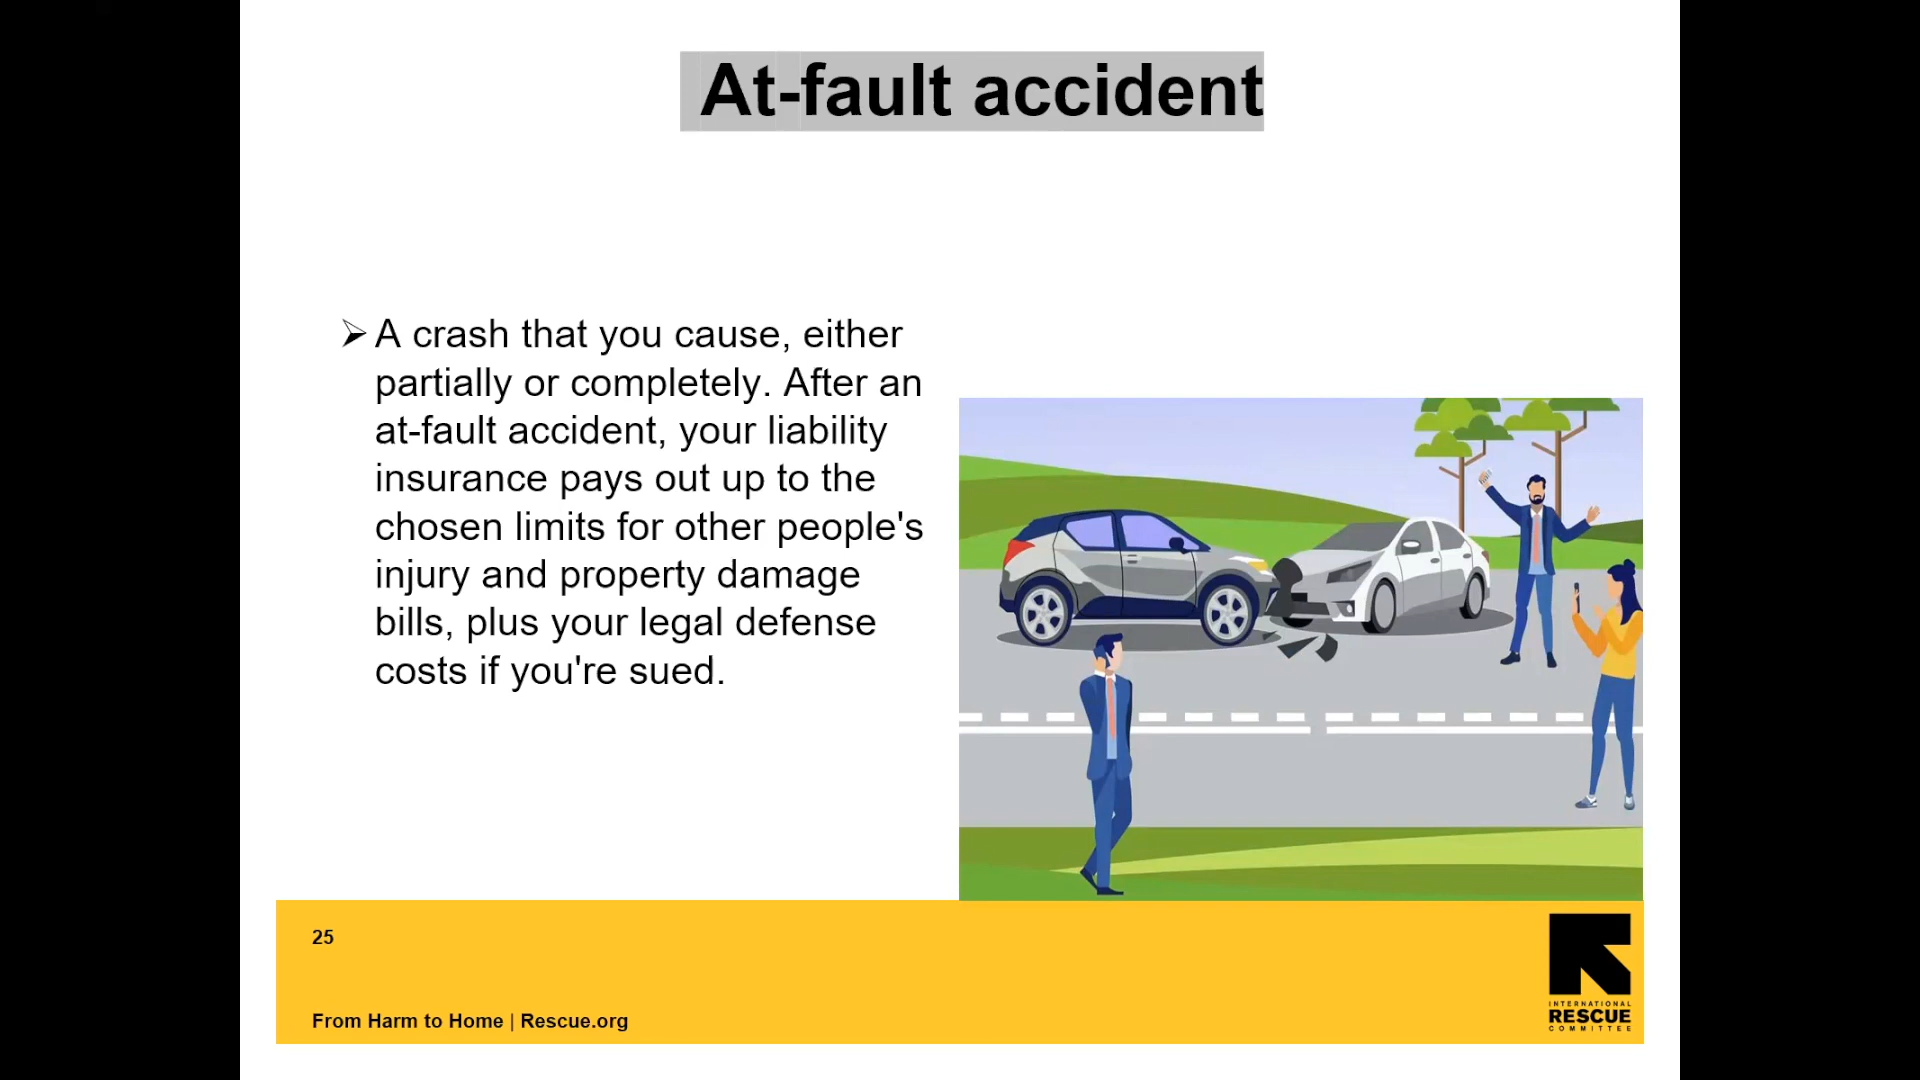 At-fault accident
➢ A crash that you cause, either
partially or completely. After an
at-fault accident, your liability
insurance pays out up to the
chosen limits for other people's
injury and property damage
bills, plus your legal defense
costs if you're sued.
25
From Harm to Home | Rescue.org
INTERNATIONAL
RESCUE
COMMITTEE